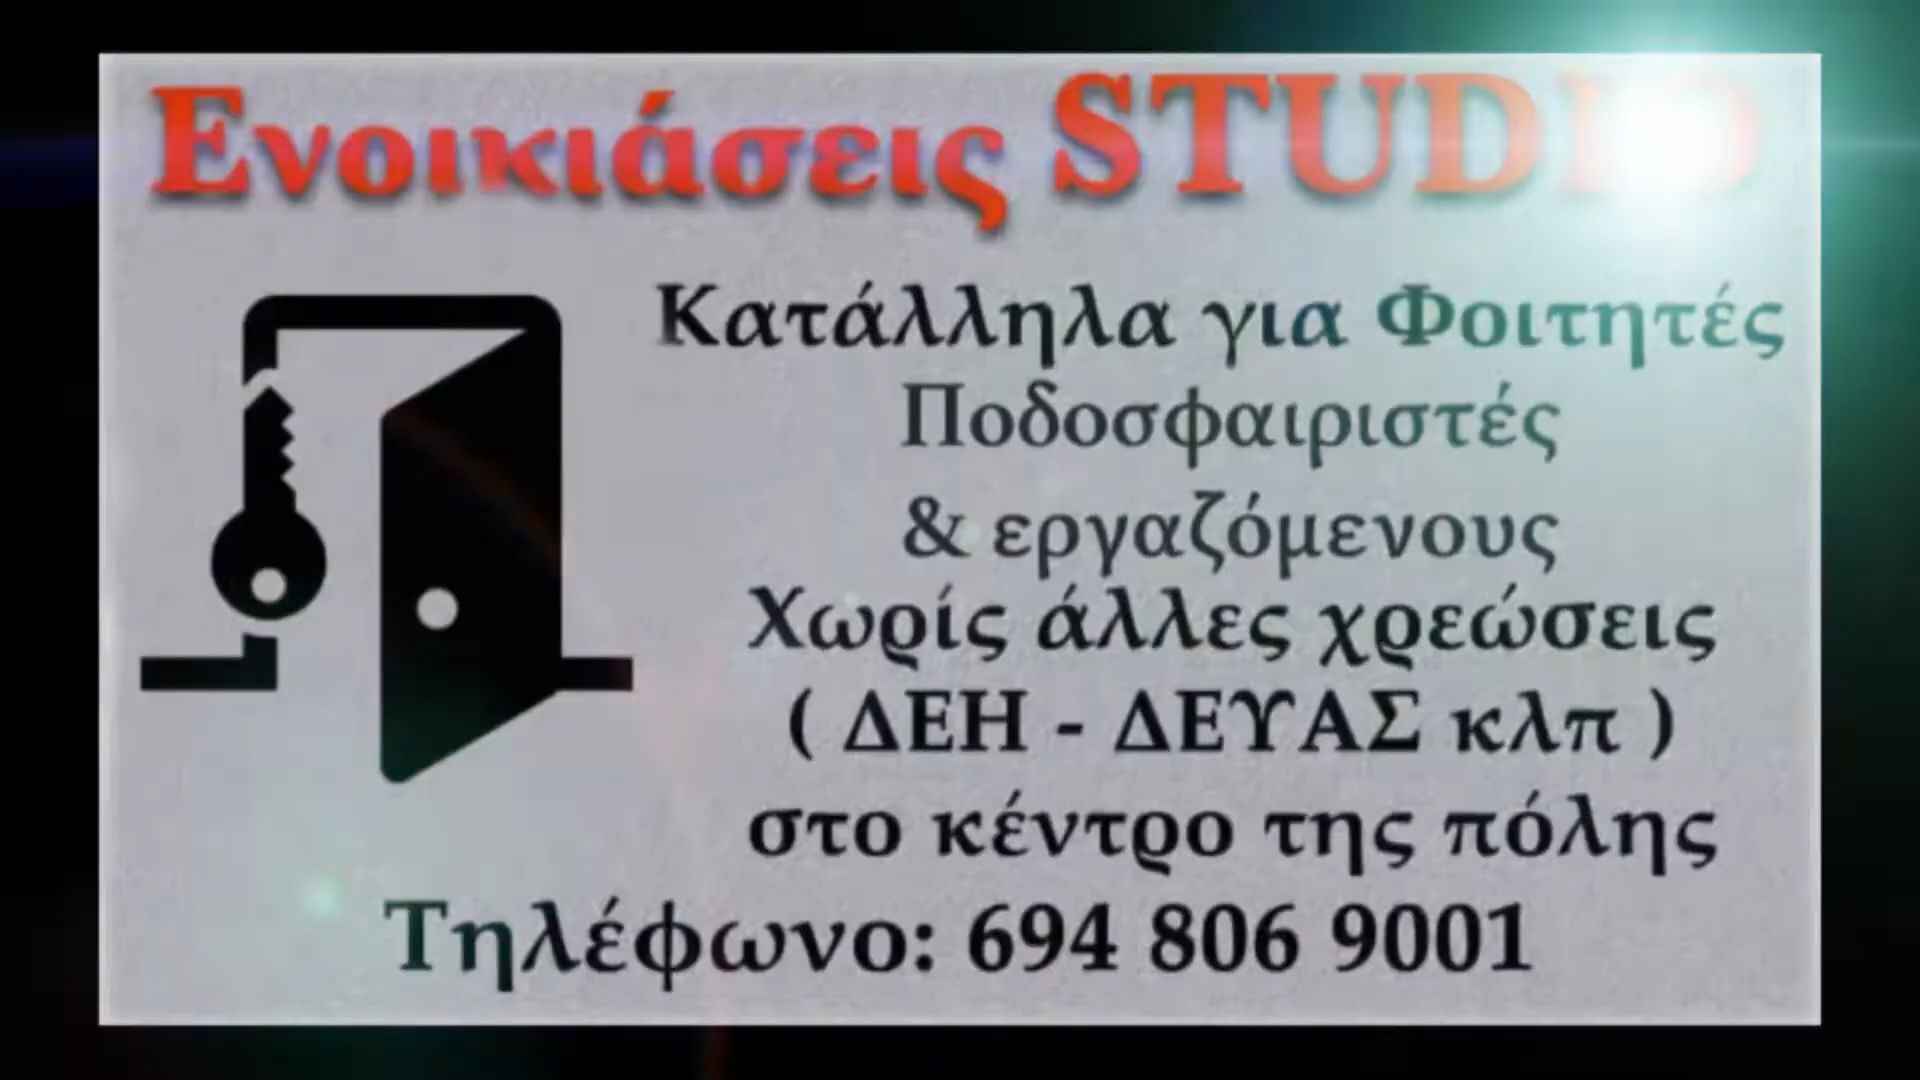 Ενοικιάσεις STUDIO
Κατάλληλα για Φοιτητές
Ποδοσφαιριστές
& εργαζόμενους
Χωρίς άλλες χρεώσεις
( ΔΕΗ - ΔΕΥΑΣ κλπ )
στο κέντρο της πόλης
Τηλέφωνο: 694 806 9001